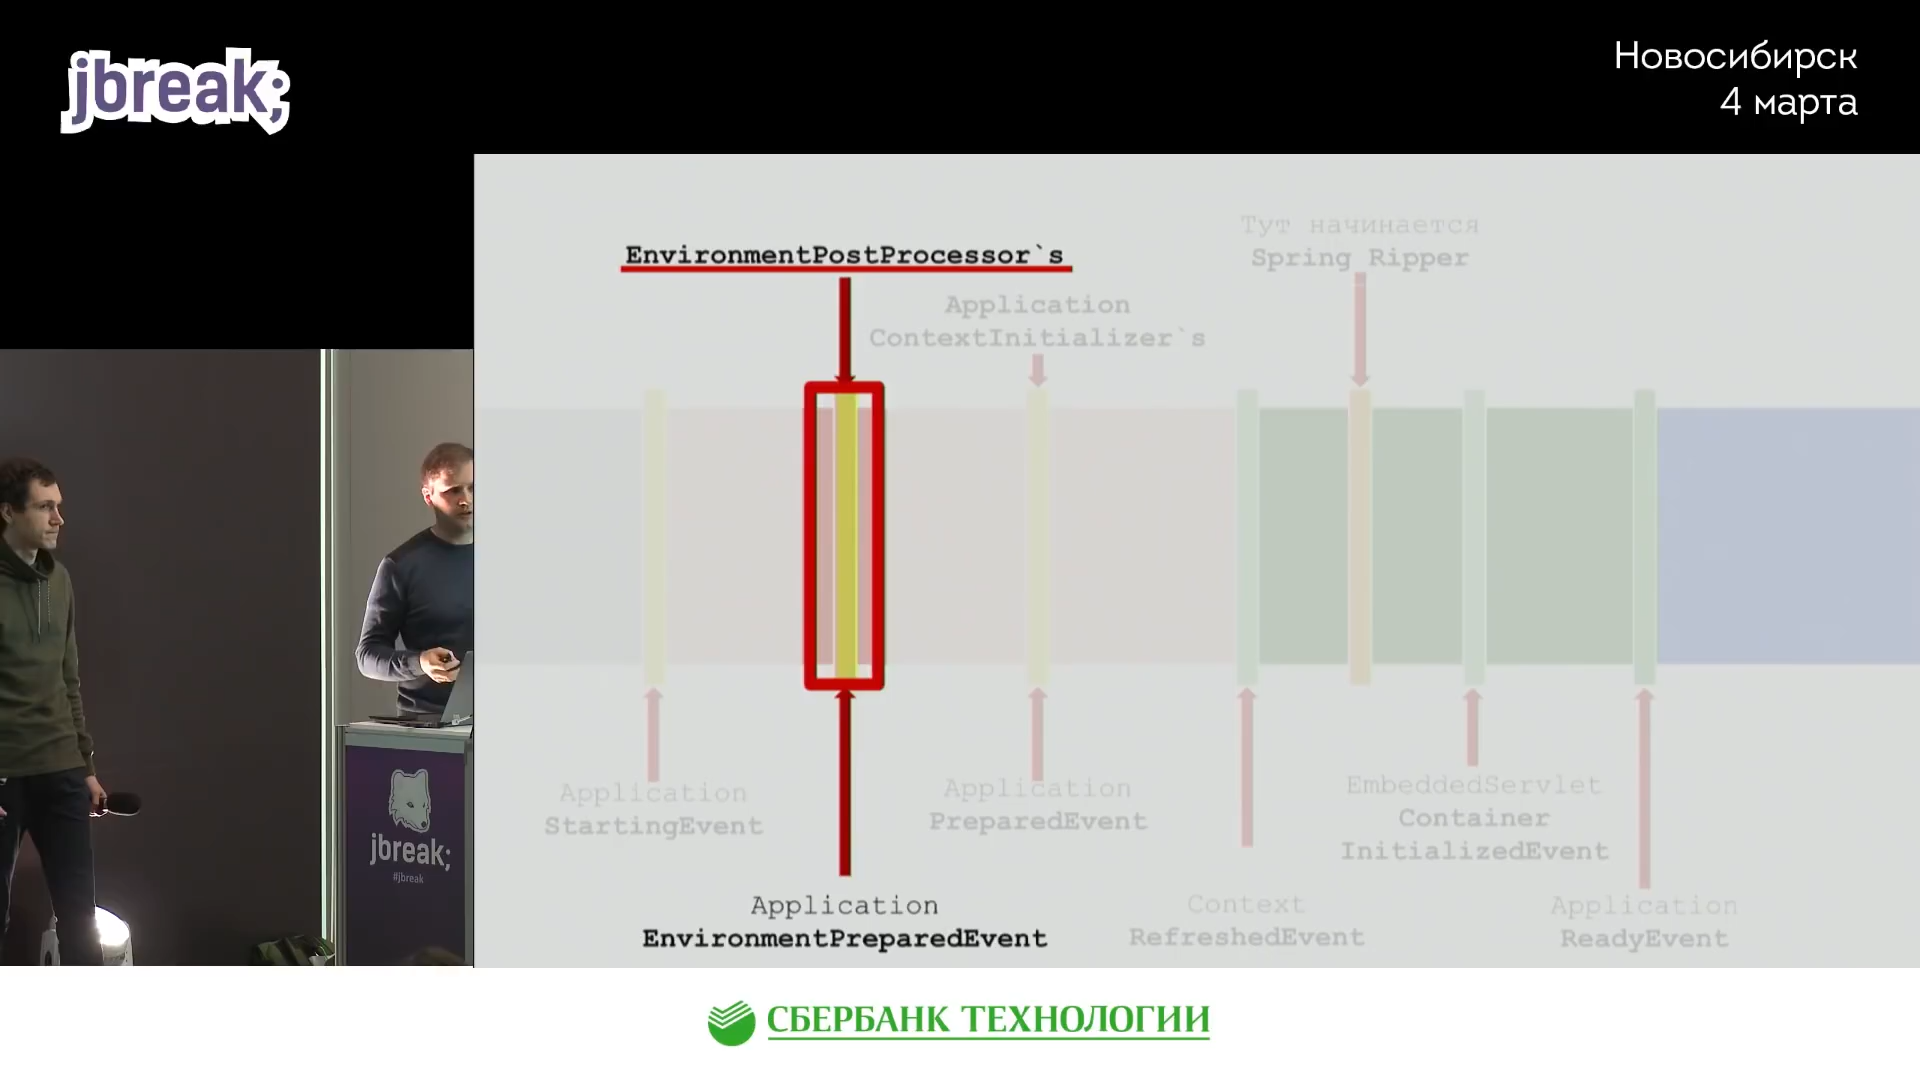 jbreak;
Новосибирск
4 марта
EnvironmentPostProcessor`s
Application
ContextInitializer`s
Тут начинается
Spring Ripper
Application
StartingEvent
Application
EnvironmentPreparedEvent
Application
PreparedEvent
Context
RefreshedEvent
EmbeddedServlet
Container
InitializedEvent
Application
ReadyEvent
jbreak;
#jbreak
СБЕРБАНК ТЕХНОЛОГИИ